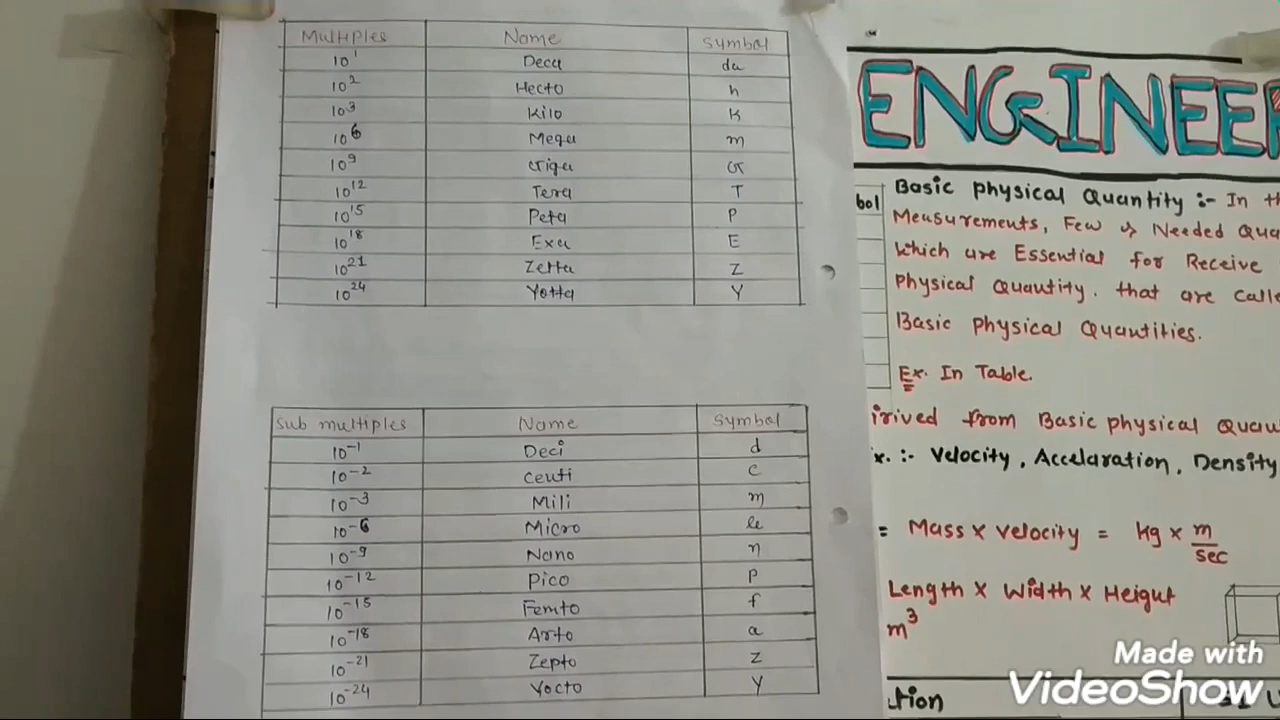 Multiples Name Symbol
10¹ Deca da
10² Hecto h
10³ Kilo k
10⁶ Mega m
10⁹ Giga G
10¹² Tera T
10¹⁵ Peta P
10¹⁸ Exa E
10²¹ Zetta Z
10²⁴ Yotta Y
Sub multiples Name Symbol
10⁻¹ Deci d
10⁻² Centi c
10⁻³ Mili m
10⁻⁶ Micro
10⁻⁹ Nano n
10⁻¹² Pico P
10⁻¹⁵ Femto f
10⁻¹⁸ Arto a
10⁻²¹ Zepto z
10⁻²⁴ Yocto Y
ENGINEER
bol
Basic Physical Quantity :- In th
Measurements, Few Needed Qua
Which are Essential for Receive
Physical Quantity. that are calle
Basic Physical Quantities.
Ex. In Table.
irived from Basic physical Quan
x. :- Velocity, Accelaration, Density
= Mass x velocity = kg x m/sec
Length x Width x Height
m³
ation
Made with
VideoShow